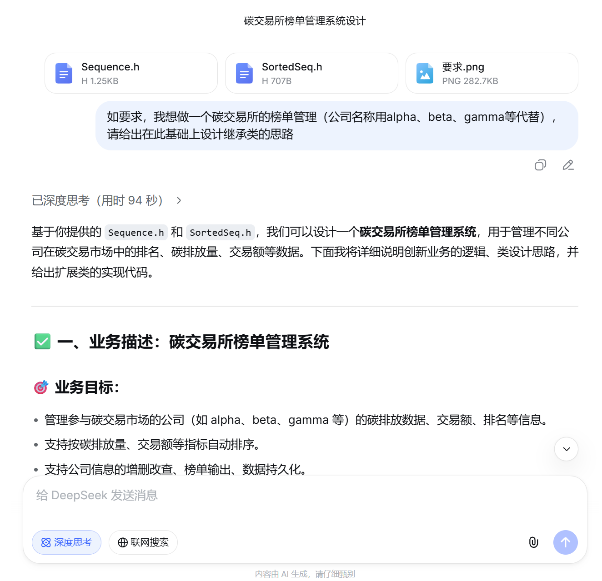 碳交易所榜单管理系统设计
Sequence.h
H 1.25KB
SortedSeq.h
H 707B
要求.png
PNG 282.7KB
如要求，我想做一个碳交易所的榜单管理（公司名称用alpha、beta、gamma等代替），
请给出在此基础上设计继承类的思路
已深度思考（用时 94 秒）
基于你提供的 Sequence.h 和 SortedSeq.h，我们可以设计一个碳交易所榜单管理系统，用于管理不同公
司在碳交易市场中的排名、碳排放量、交易额等数据。下面我将详细说明创新业务的逻辑、类设计思路，并
给出扩展类的实现代码。
一、业务描述：碳交易所榜单管理系统
业务目标：
管理参与碳交易市场的公司（如 alpha、beta、gamma 等）的碳排放数据、交易额、排名等信息。
支持按碳排放量、交易额等指标自动排序。
支持公司信息的增删改查、榜单输出、数据持久化。
给 DeepSeek 发送消息
深度思考
联网搜索
内容由 AI 生成，请仔细甄别